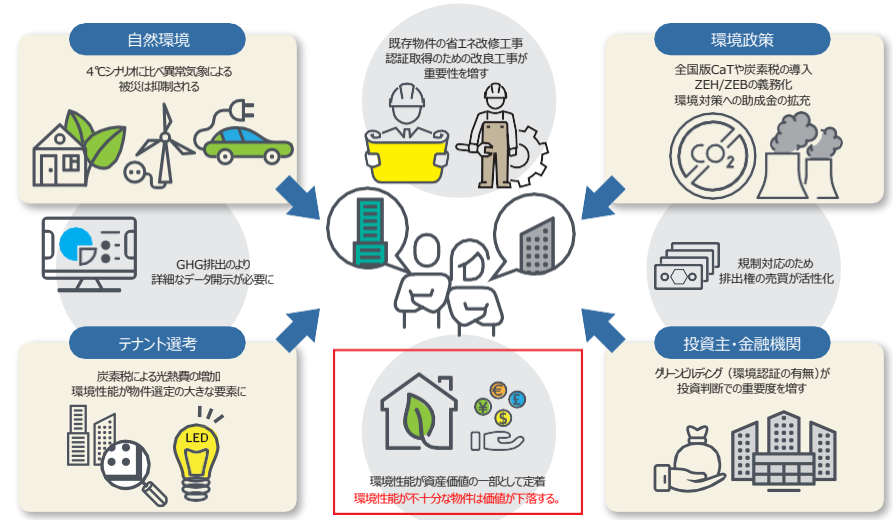 自然環境
4℃シナリオに比べ異常気象による
被災は抑制される
既存物件の省エネ改修工事
認証取得のための改良工事が
重要性を増す
環境政策
全国版CaTや炭素税の導入
ZEH/ZEBの義務化
環境対策への助成金の拡充
CO2
GHG排出のより
詳細なデータ開示が必要に
規制対応のため
排出権の売買が活性化
テナント選考
炭素税による光熱費の増加
環境性能が物件選定の大きな要素に
LED
€
¥
£
$
環境性能が資産価値の一部として定着
環境性能が不十分な物件は価値が下落する。
投資主・金融機関
グリーンビルディング（環境認証の有無）が
投資判断での重要度を増す